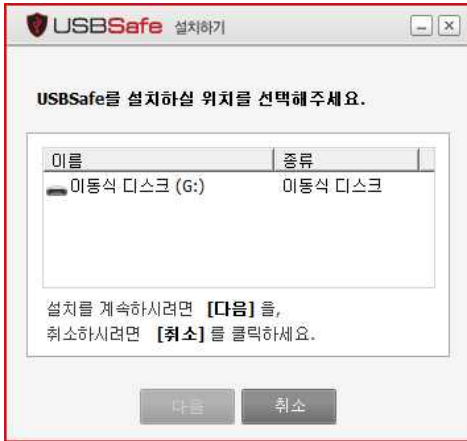 USBSafe 설치하기
USBSafe를 설치하실 위치를 선택해주세요.
이름 종류
이동식 디스크 (G:) 이동식 디스크
설치를 계속하시려면 [다음] 을,
취소하시려면 [취소] 를 클릭하세요.
다음 취소